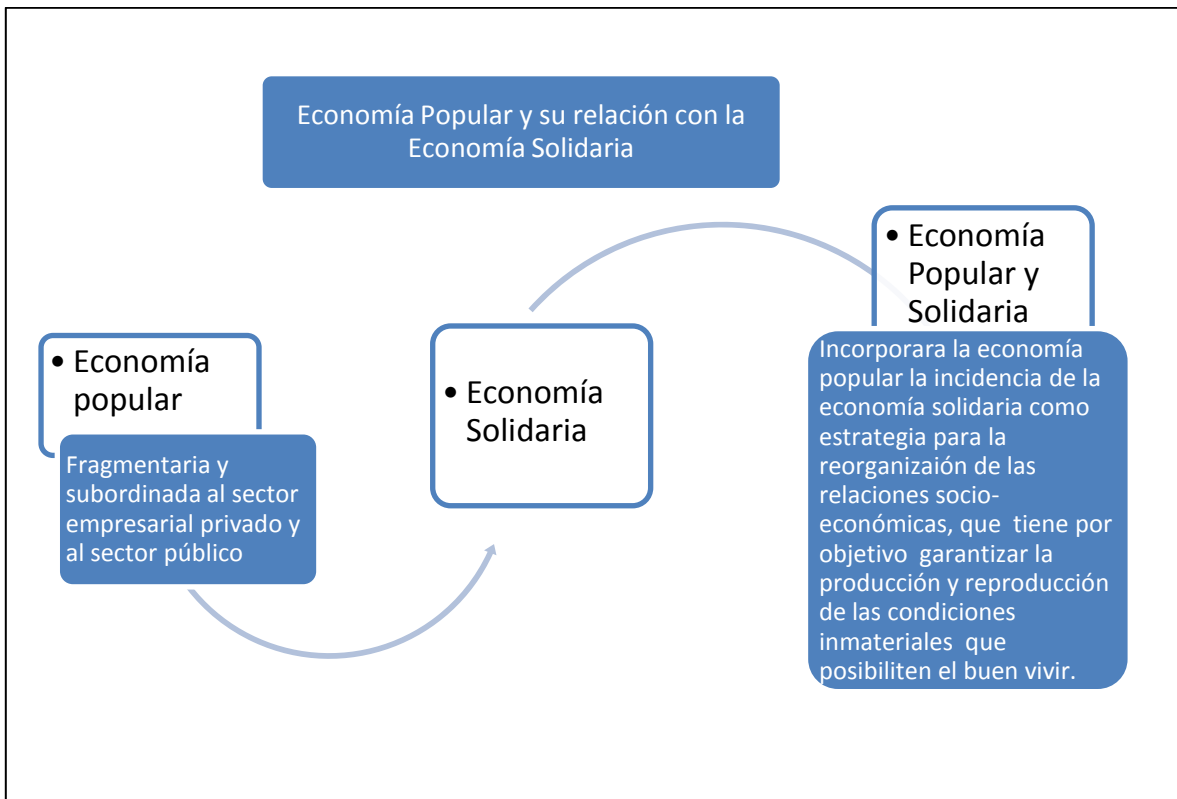 Economía Popular y su relación con la
Economía Solidaria
• Economía
popular
Fragmentaria y
subordinada al sector
empresarial privado y
al sector público
• Economía
Solidaria
• Economía
Popular y
Solidaria
Incorporara la economía
popular la incidencia de la
economía solidaria como
estrategia para la
reorganizaión de las
relaciones socio-
económicas, que  tiene por
objetivo  garantizar la
producción y reproducción
de las condiciones
inmateriales  que
posibiliten el buen vivir.